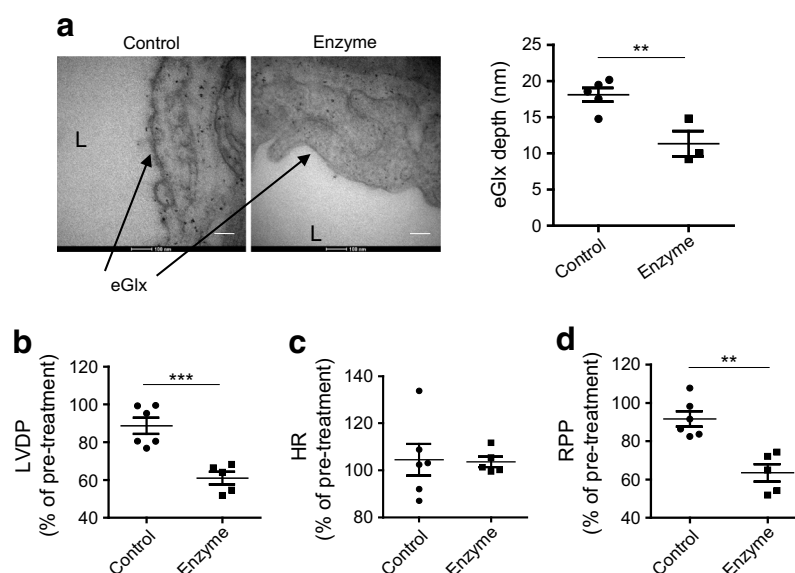 a
Control
Enzyme
L
L
100 nm
100 nm
eGlx
eGlx depth (nm)
25
20
15
10
5
0
**
Control
Enzyme
b
LVDP
(% of pre-treatment)
120
100
80
60
40
***
Control
Enzyme
c
HR
(% of pre-treatment)
140
120
100
80
Control
Enzyme
d
RPP
(% of pre-treatment)
120
100
80
60
40
**
Control
Enzyme